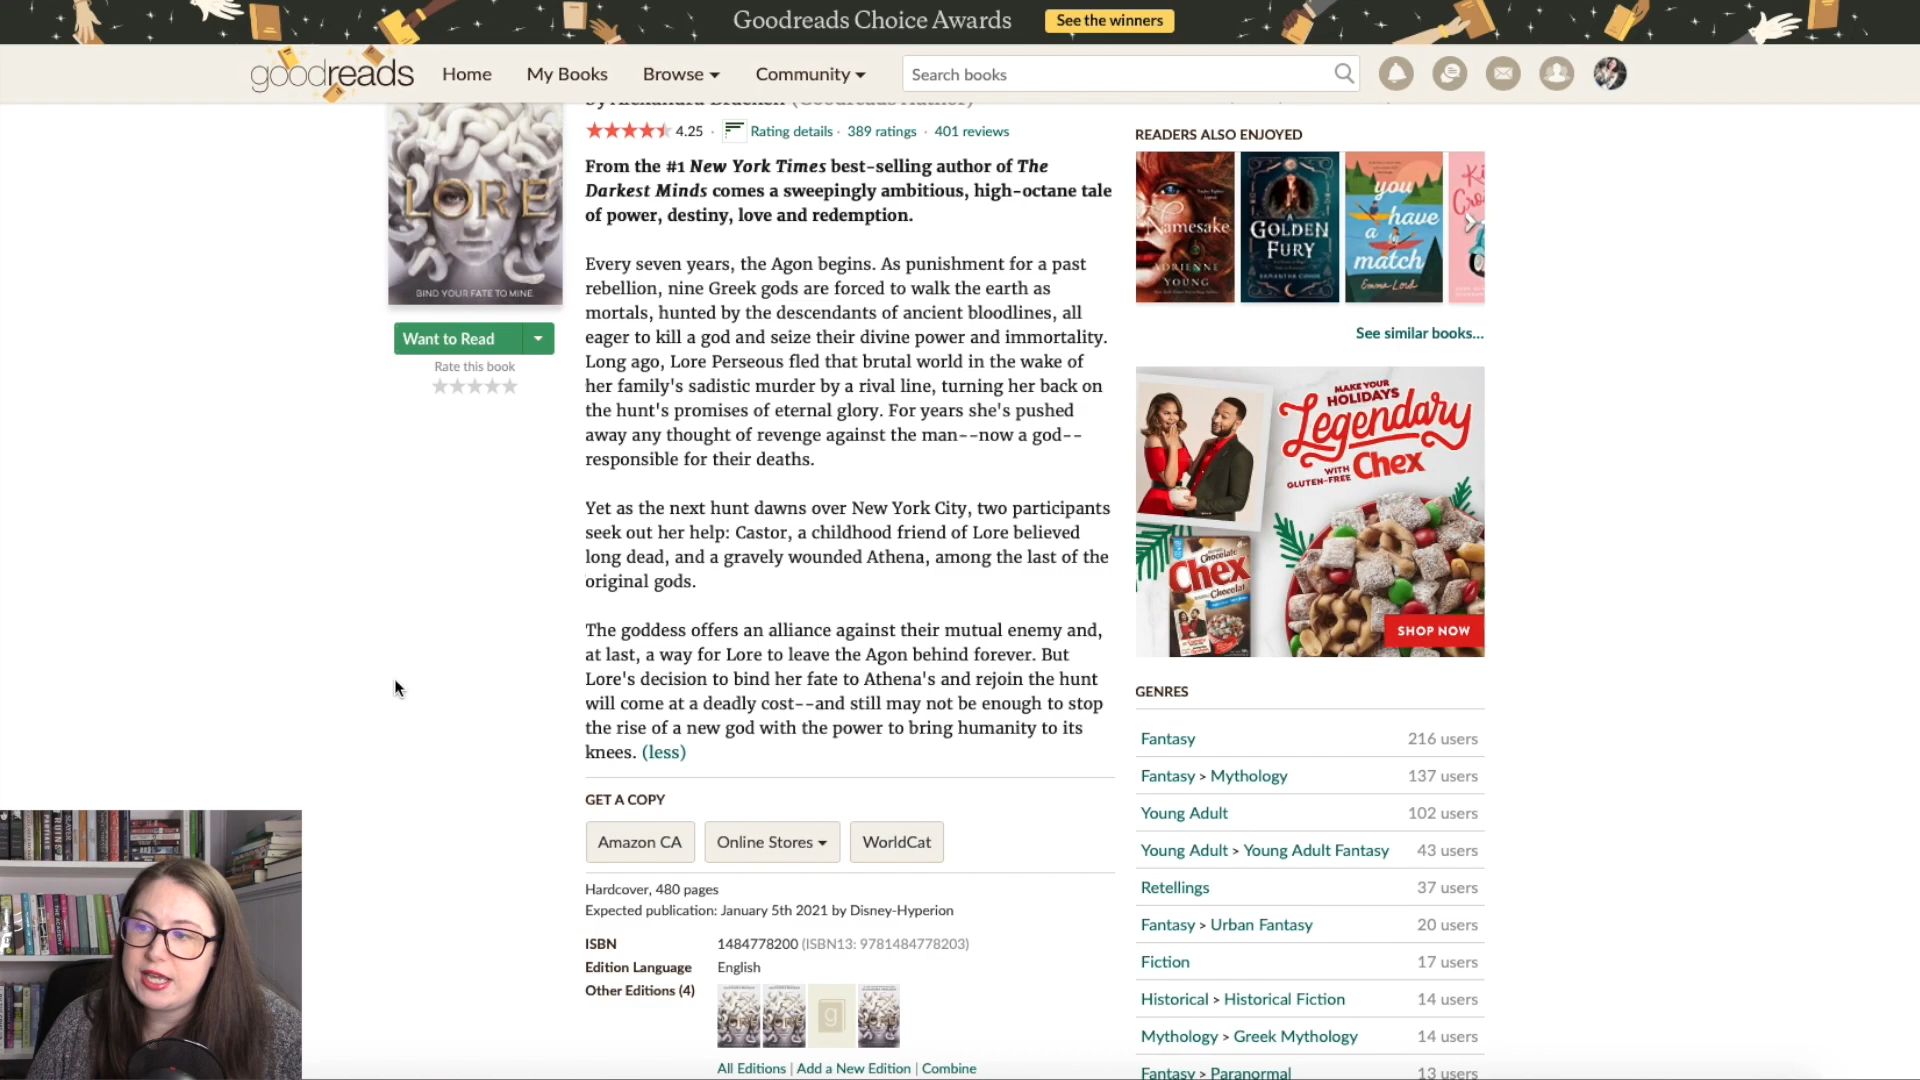 Goodreads Choice Awards
See the winners
goodreads
Home
My Books
Browse
Community
Search books
by Alexandra Bracken (Goodreads Author)
4.25 · Rating details · 389 ratings · 401 reviews
LORE
BIND YOUR FATE TO MINE
Want to Read
Rate this book
From the #1 New York Times best-selling author of The
Darkest Minds comes a sweepingly ambitious, high-octane tale
of power, destiny, love and redemption.
Every seven years, the Agon begins. As punishment for a past
rebellion, nine Greek gods are forced to walk the earth as
mortals, hunted by the descendants of ancient bloodlines, all
eager to kill a god and seize their divine power and immortality.
Long ago, Lore Perseous fled that brutal world in the wake of
her family's sadistic murder by a rival line, turning her back on
the hunt's promises of eternal glory. For years she's pushed
away any thought of revenge against the man--now a god--
responsible for their deaths.
Yet as the next hunt dawns over New York City, two participants
seek out her help: Castor, a childhood friend of Lore believed
long dead, and a gravely wounded Athena, among the last of the
original gods.
The goddess offers an alliance against their mutual enemy and,
at last, a way for Lore to leave the Agon behind forever. But
Lore's decision to bind her fate to Athena's and rejoin the hunt
will come at a deadly cost--and still may not be enough to stop
the rise of a new god with the power to bring humanity to its
knees. (less)
GET A COPY
Amazon CA
Online Stores
WorldCat
Hardcover, 480 pages
Expected publication: January 5th 2021 by Disney-Hyperion
ISBN 1484778200 (ISBN13: 9781484778203)
Edition Language English
Other Editions (4)
All Editions | Add a New Edition | Combine
READERS ALSO ENJOYED
Namesake
ADRIENNE
YOUNG
A
GOLDEN
FURY
SAMANTHA COHOE
you
have
a
match
Emma Lord
See similar books…
MAKE YOUR
HOLIDAYS
Legendary
WITH
GLUTEN-FREE Chex
Chocolate
Chex
Chocolat
SHOP NOW
GENRES
Fantasy 216 users
Fantasy > Mythology 137 users
Young Adult 102 users
Young Adult > Young Adult Fantasy 43 users
Retellings 37 users
Fantasy > Urban Fantasy 20 users
Fiction 17 users
Historical > Historical Fiction 14 users
Mythology > Greek Mythology 14 users
Fantasy > Paranormal 13 users